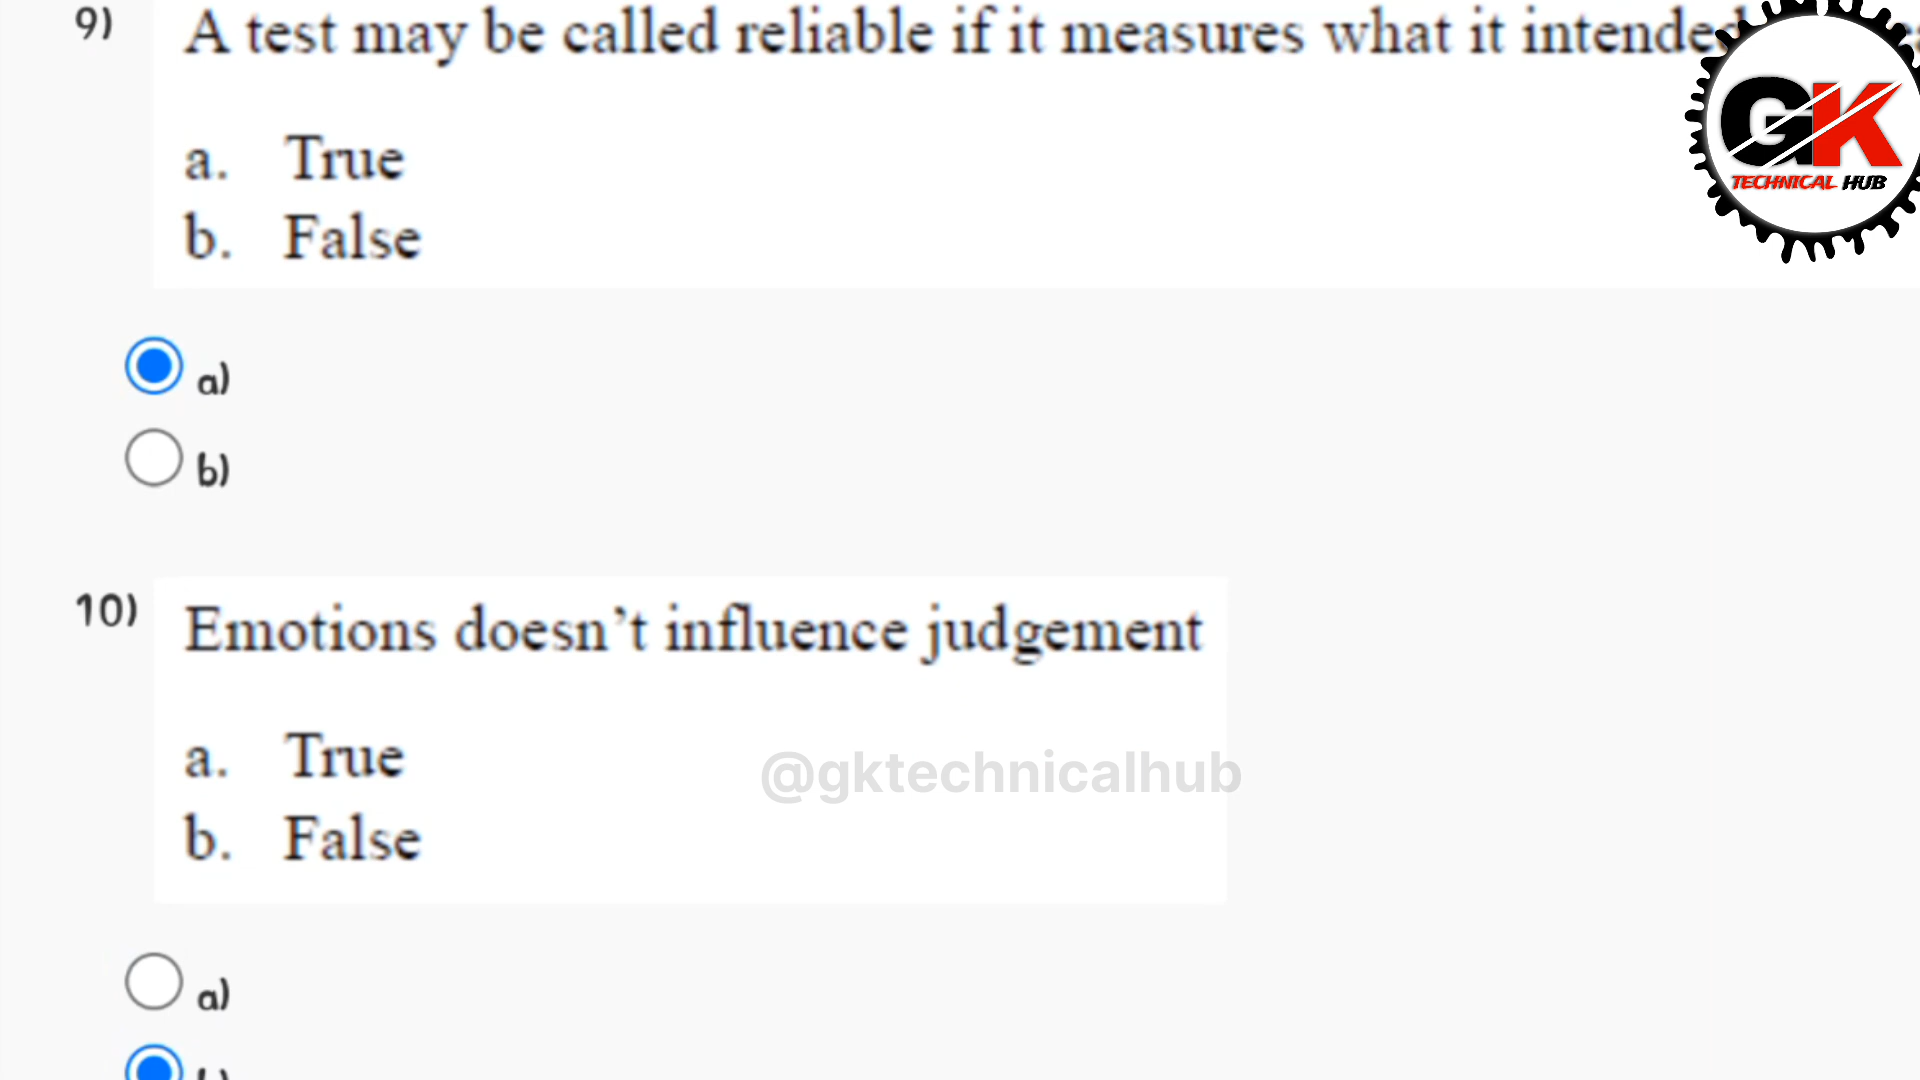 9) A test may be called reliable if it measures what it intended
GK
TECHNICAL HUB
a. True
b. False
a)
b)
10) Emotions doesn’t influence judgement
a. True
@gktechnicalhub
b. False
a)